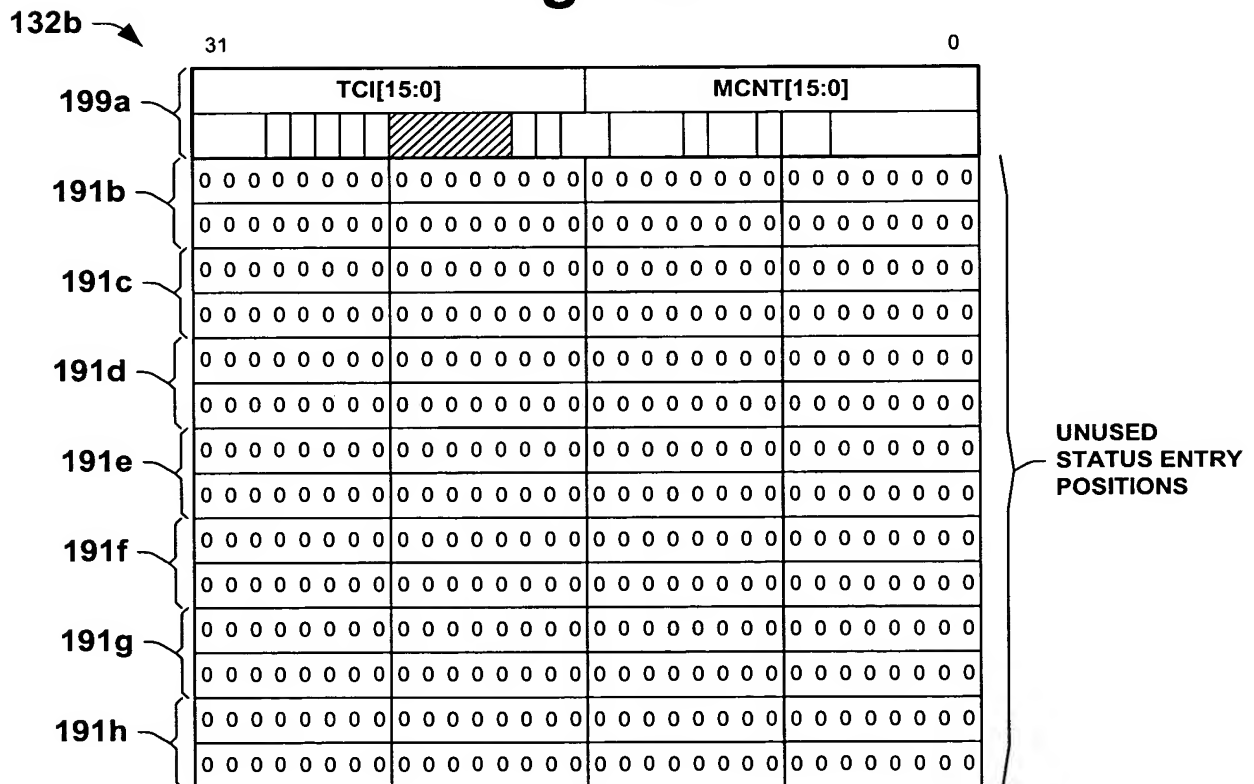 g
132b
31 0
199a
TCI[15:0] MCNT[15:0]
191b
0 0 0 0 0 0 0 0 0 0 0 0 0 0 0 0 0 0 0 0 0 0 0 0 0 0 0 0 0 0 0 0
0 0 0 0 0 0 0 0 0 0 0 0 0 0 0 0 0 0 0 0 0 0 0 0 0 0 0 0 0 0 0 0
191c
0 0 0 0 0 0 0 0 0 0 0 0 0 0 0 0 0 0 0 0 0 0 0 0 0 0 0 0 0 0 0 0
0 0 0 0 0 0 0 0 0 0 0 0 0 0 0 0 0 0 0 0 0 0 0 0 0 0 0 0 0 0 0 0
191d
0 0 0 0 0 0 0 0 0 0 0 0 0 0 0 0 0 0 0 0 0 0 0 0 0 0 0 0 0 0 0 0
0 0 0 0 0 0 0 0 0 0 0 0 0 0 0 0 0 0 0 0 0 0 0 0 0 0 0 0 0 0 0 0
191e
0 0 0 0 0 0 0 0 0 0 0 0 0 0 0 0 0 0 0 0 0 0 0 0 0 0 0 0 0 0 0 0
0 0 0 0 0 0 0 0 0 0 0 0 0 0 0 0 0 0 0 0 0 0 0 0 0 0 0 0 0 0 0 0
191f
0 0 0 0 0 0 0 0 0 0 0 0 0 0 0 0 0 0 0 0 0 0 0 0 0 0 0 0 0 0 0 0
0 0 0 0 0 0 0 0 0 0 0 0 0 0 0 0 0 0 0 0 0 0 0 0 0 0 0 0 0 0 0 0
191g
0 0 0 0 0 0 0 0 0 0 0 0 0 0 0 0 0 0 0 0 0 0 0 0 0 0 0 0 0 0 0 0
0 0 0 0 0 0 0 0 0 0 0 0 0 0 0 0 0 0 0 0 0 0 0 0 0 0 0 0 0 0 0 0
191h
0 0 0 0 0 0 0 0 0 0 0 0 0 0 0 0 0 0 0 0 0 0 0 0 0 0 0 0 0 0 0 0
0 0 0 0 0 0 0 0 0 0 0 0 0 0 0 0 0 0 0 0 0 0 0 0 0 0 0 0 0 0 0 0
UNUSED
STATUS ENTRY
POSITIONS